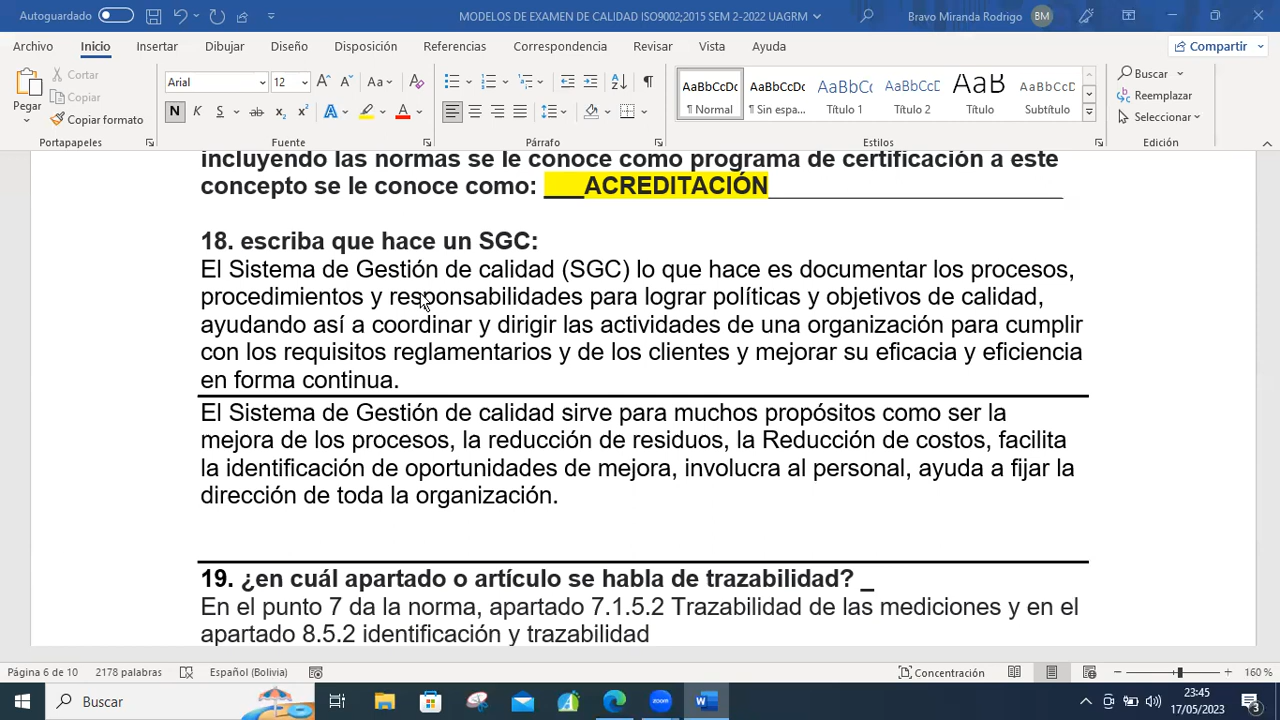 Autoguardado
MODELOS DE EXAMEN DE CALIDAD ISO9002;2015 SEM 2-2022 UAGRM
Bravo Miranda Rodrigo
BM
Archivo
Inicio
Insertar
Dibujar
Diseño
Disposición
Referencias
Correspondencia
Revisar
Vista
Ayuda
Compartir
Pegar
Cortar
Copiar
Copiar formato
Portapapeles
Arial
12
Aa
N K S ab x₂ x²
Fuente
Párrafo
AaBbCcDc
¶ Normal
AaBbCcDc
¶ Sin espa...
AaBbCc
Título 1
AaBbCcD
Título 2
AaB
Título
AaBbCcD
Subtítulo
Estilos
Buscar
Reemplazar
Selección
Edición
incluyendo las normas se le conoce como programa de certificación a este
concepto se le conoce como: ___ACREDITACIÓN______________________
18. escriba que hace un SGC:
El Sistema de Gestión de calidad (SGC) lo que hace es documentar los procesos,
procedimientos y responsabilidades para lograr políticas y objetivos de calidad,
ayudando así a coordinar y dirigir las actividades de una organización para cumplir
con los requisitos reglamentarios y de los clientes y mejorar su eficacia y eficiencia
en forma continua.
El Sistema de Gestión de calidad sirve para muchos propósitos como ser la
mejora de los procesos, la reducción de residuos, la Reducción de costos, facilita
la identificación de oportunidades de mejora, involucra al personal, ayuda a fijar la
dirección de toda la organización.
19. ¿en cuál apartado o artículo se habla de trazabilidad? _
En el punto 7 da la norma, apartado 7.1.5.2 Trazabilidad de las mediciones y en el
apartado 8.5.2 identificación y trazabilidad
Página 6 de 10
2178 palabras
Español (Bolivia)
Concentración
160 %
Buscar
zoom
23:45
17/05/2023
3